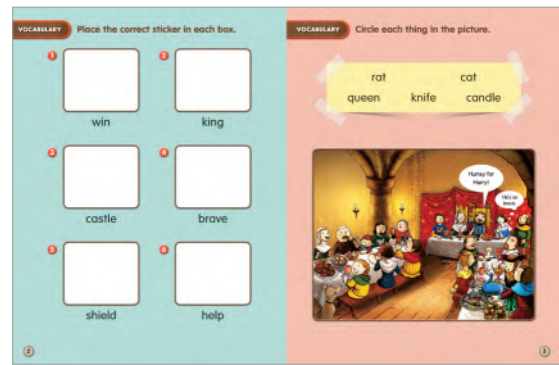 VOCABULARY Place the correct sticker in each box.
1 2
win king
3 4
castle brave
5 6
shield help
2
VOCABULARY Circle each thing in the picture.
rat cat
queen knife candle
Hurray for
Harry!
He's so
brave.
3